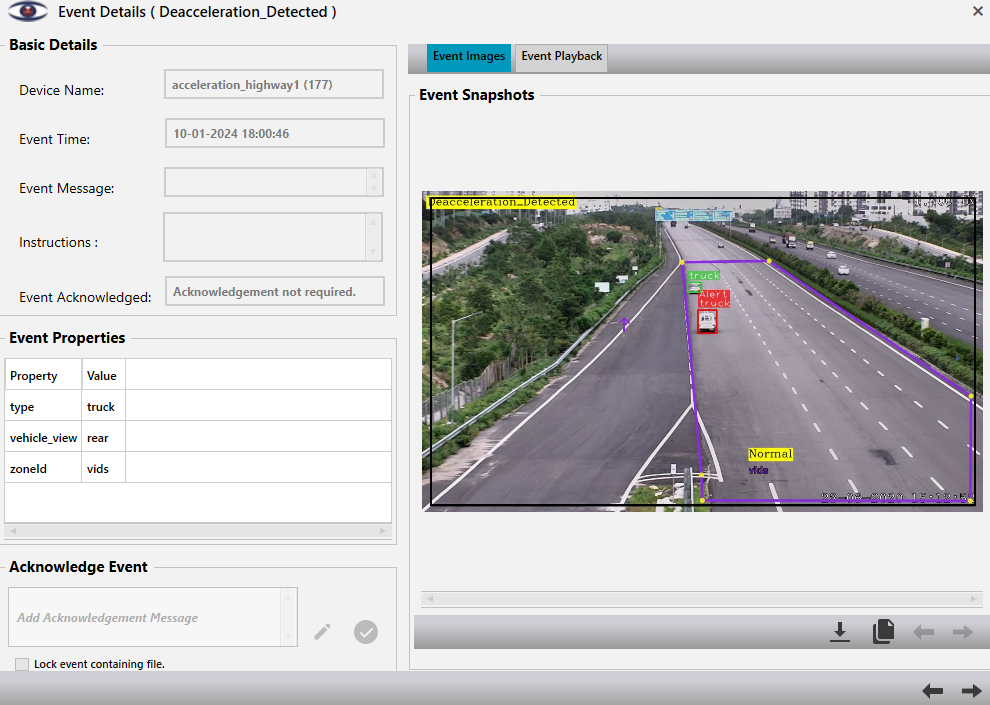 Event Details ( Deacceleration_Detected )
Basic Details
Device Name:
acceleration_highway1 (177)
Event Time:
10-01-2024 18:00:46
Event Message:
Instructions :
Event Acknowledged:
Acknowledgement not required.
Event Properties
Property Value
type truck
vehicle_view rear
zoneId vids
Acknowledge Event
Add Acknowledgement Message
Lock event containing file.
Event Images
Event Playback
Event Snapshots
Deacceleration_Detected
truck
Alert
truck
Normal
vids